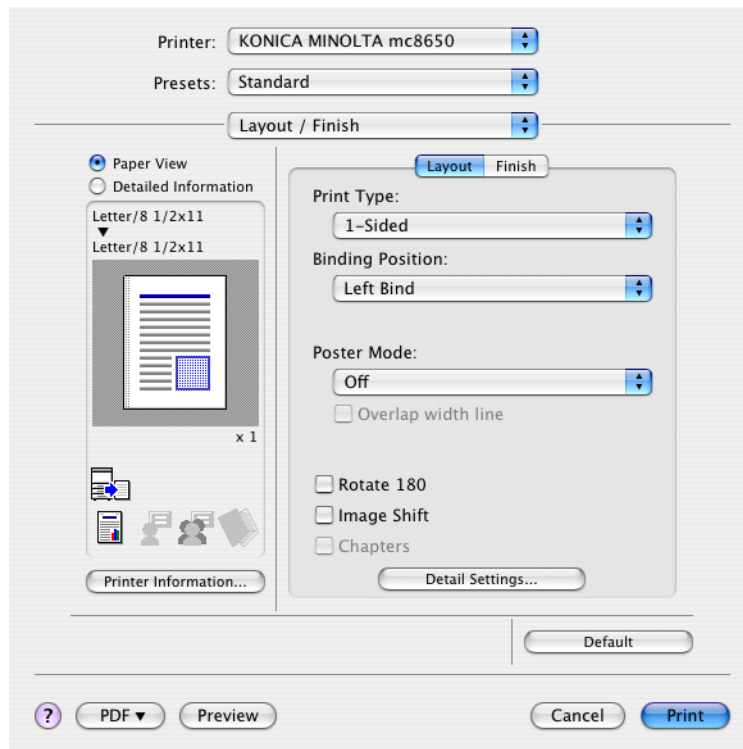 Printer: KONICA MINOLTA mc8650
Presets: Standard
Layout / Finish
Paper View
Detailed Information
Letter/8 1/2x11
▼
Letter/8 1/2x11
x 1
Printer Information...
Layout Finish
Print Type:
1-Sided
Binding Position:
Left Bind
Poster Mode:
Off
Overlap width line
Rotate 180
Image Shift
Chapters
Detail Settings...
Default
? PDF ▼ Preview Cancel Print